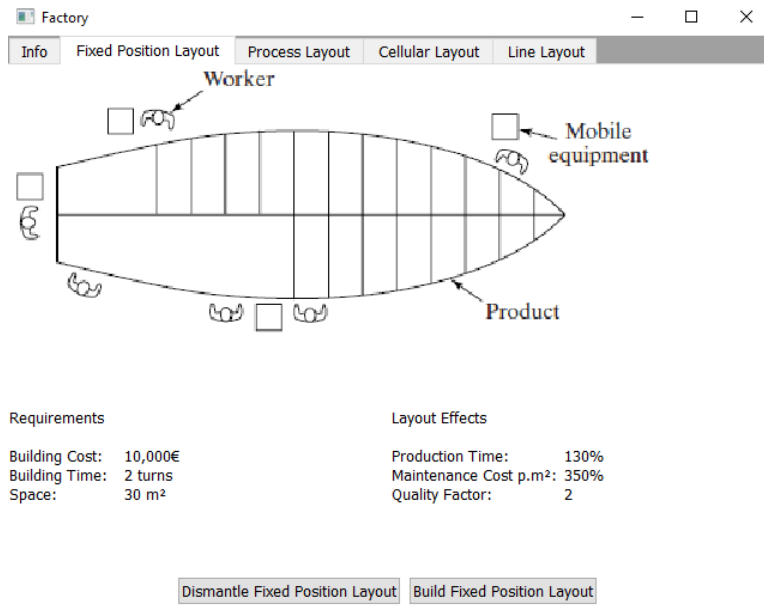 Factory
Info Fixed Position Layout Process Layout Cellular Layout Line Layout
Worker
Mobile
equipment
Product
Requirements Layout Effects
Building Cost: 10,000€ Production Time: 130%
Building Time: 2 turns Maintenance Cost p.m²: 350%
Space: 30 m² Quality Factor: 2
Dismantle Fixed Position Layout Build Fixed Position Layout